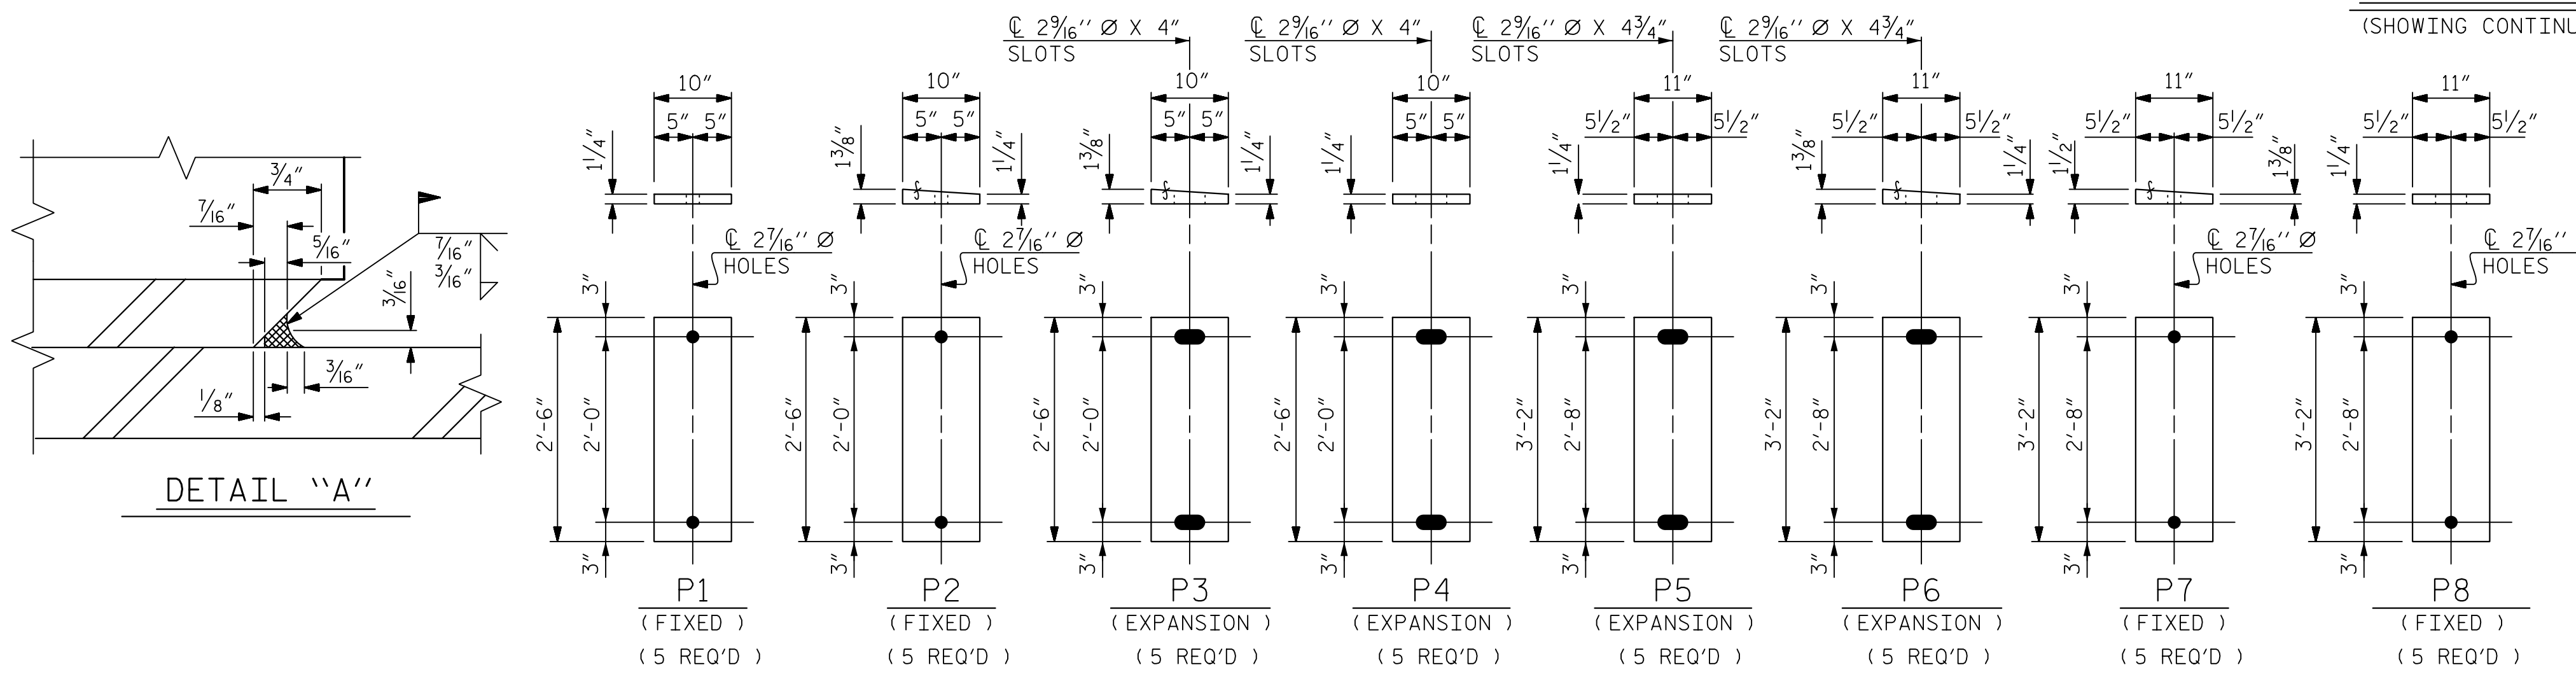 (SHOWING CONTINU
3/4″
7/16″
5/16″
7/16″
3/16″
3/16″
3/16″
1/8″
DETAIL “A”
10″
5″ 5″
1 1/4″
℄ 2 7/16″ Ø
HOLES
3″
2′-6″
2′-0″
3″
P1
( FIXED )
( 5 REQ'D )
10″
5″ 5″
1 3/8″
1 1/4″
℄ 2 7/16″ Ø
HOLES
3″
2′-6″
2′-0″
3″
P2
( FIXED )
( 5 REQ'D )
℄ 2 9/16″ Ø X 4″
SLOTS
10″
5″ 5″
1 3/8″
1 1/4″
3″
2′-6″
2′-0″
3″
P3
( EXPANSION )
( 5 REQ'D )
℄ 2 9/16″ Ø X 4″
SLOTS
10″
5″ 5″
1 1/4″
3″
2′-6″
2′-0″
3″
P4
( EXPANSION )
( 5 REQ'D )
℄ 2 9/16″ Ø X 4 3/4″
SLOTS
11″
5 1/2″ 5 1/2″
1 1/4″
3″
3′-2″
2′-8″
3″
P5
( EXPANSION )
( 5 REQ'D )
℄ 2 9/16″ Ø X 4 3/4″
SLOTS
11″
5 1/2″ 5 1/2″
1 3/8″
1 1/4″
3″
3′-2″
2′-8″
3″
P6
( EXPANSION )
( 5 REQ'D )
11″
5 1/2″ 5 1/2″
1 1/2″
1 3/8″
℄ 2 7/16″ Ø
HOLES
3″
3′-2″
2′-8″
3″
P7
( FIXED )
( 5 REQ'D )
11″
5 1/2″ 5 1/2″
1 1/4″
℄ 2 7/16″
HOLES
3″
3′-2″
2′-8″
3″
P8
( FIXED )
( 5 REQ'D )